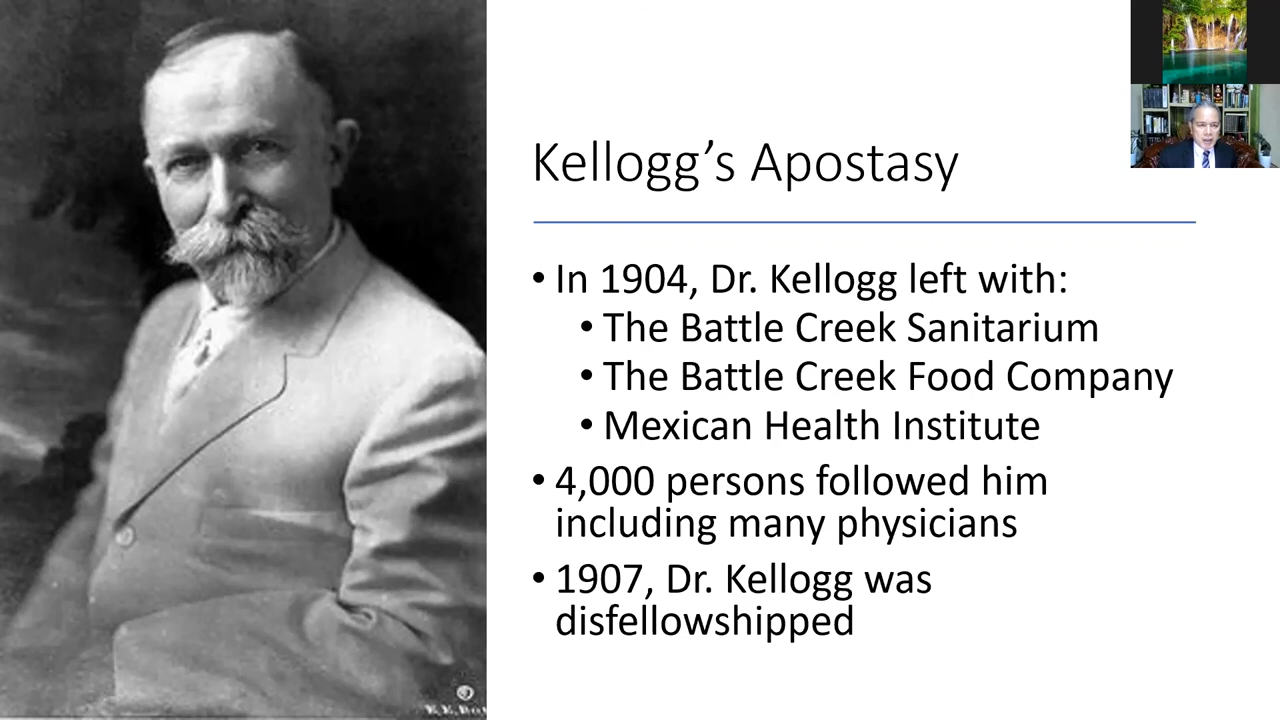 Kellogg’s Apostasy
• In 1904, Dr. Kellogg left with:
• The Battle Creek Sanitarium
• The Battle Creek Food Company
• Mexican Health Institute
• 4,000 persons followed him
including many physicians
• 1907, Dr. Kellogg was
disfellowshipped